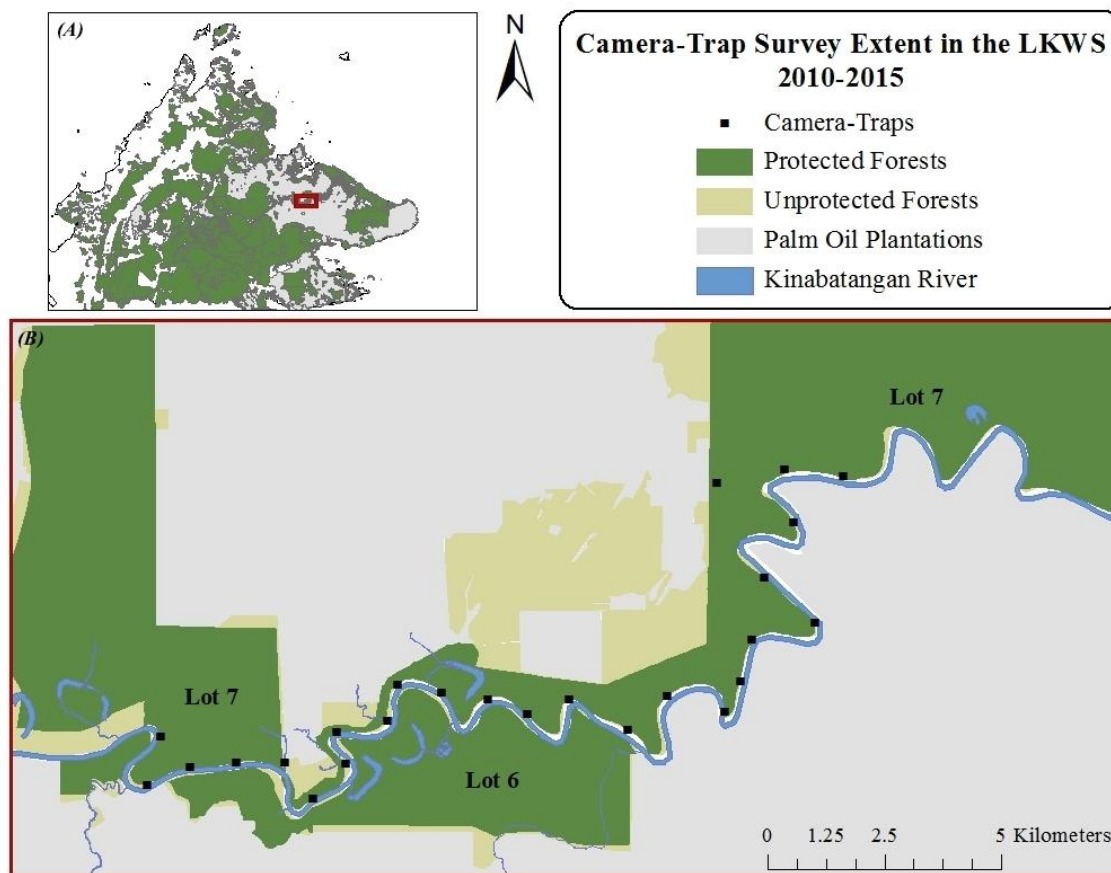 (A)
N
Camera-Trap Survey Extent in the LKWS
2010-2015
Camera-Traps
Protected Forests
Unprotected Forests
Palm Oil Plantations
Kinabatangan River
(B)
Lot 7
Lot 7
Lot 6
0 1.25 2.5 5 Kilometers